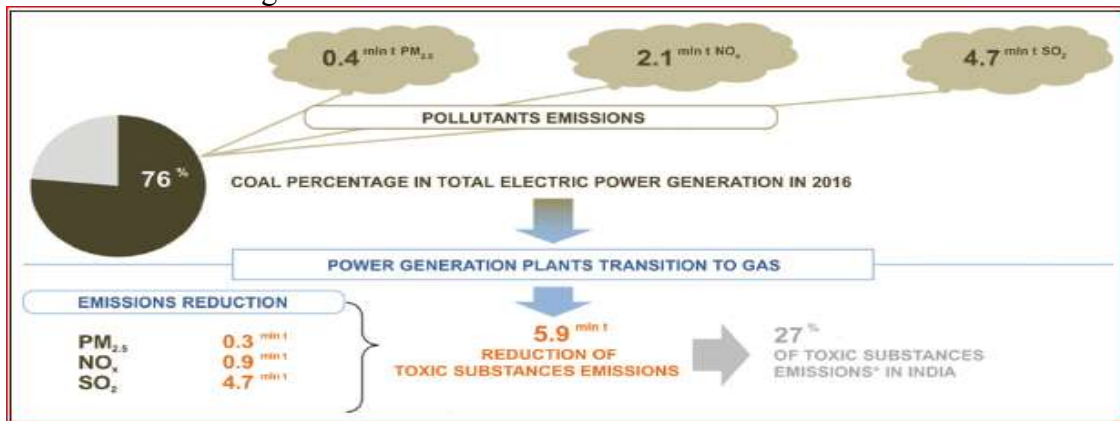 0.4 mln t PM2.5
2.1 mln t NOx
4.7 mln t SO2
POLLUTANTS EMISSIONS
76 %
COAL PERCENTAGE IN TOTAL ELECTRIC POWER GENERATION IN 2016
POWER GENERATION PLANTS TRANSITION TO GAS
EMISSIONS REDUCTION
PM2.5 0.3 mln t
NOx 0.9 mln t
SO2 4.7 mln t
5.9 mln t
REDUCTION OF
TOXIC SUBSTANCES EMISSIONS
27 %
OF TOXIC SUBSTANCES
EMISSIONS* IN INDIA